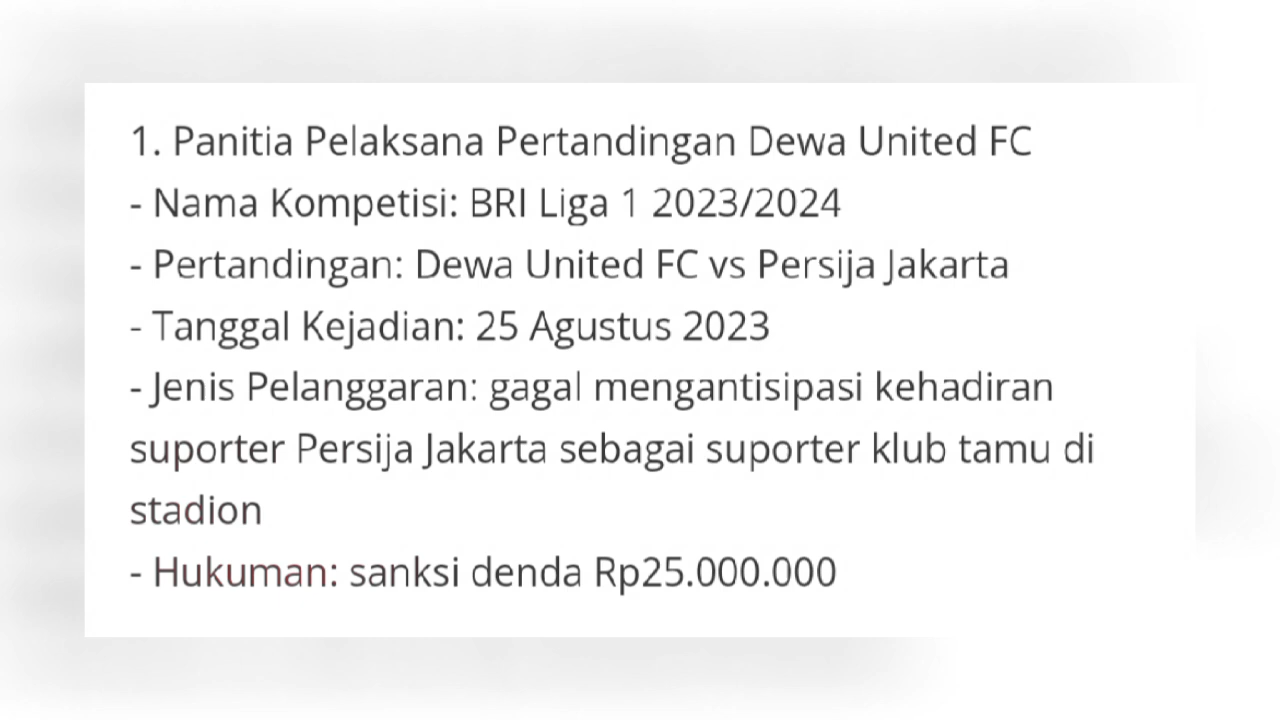 1. Panitia Pelaksana Pertandingan Dewa United FC
- Nama Kompetisi: BRI Liga 1 2023/2024
- Pertandingan: Dewa United FC vs Persija Jakarta
- Tanggal Kejadian: 25 Agustus 2023
- Jenis Pelanggaran: gagal mengantisipasi kehadiran
suporter Persija Jakarta sebagai suporter klub tamu di
stadion
- Hukuman: sanksi denda Rp25.000.000